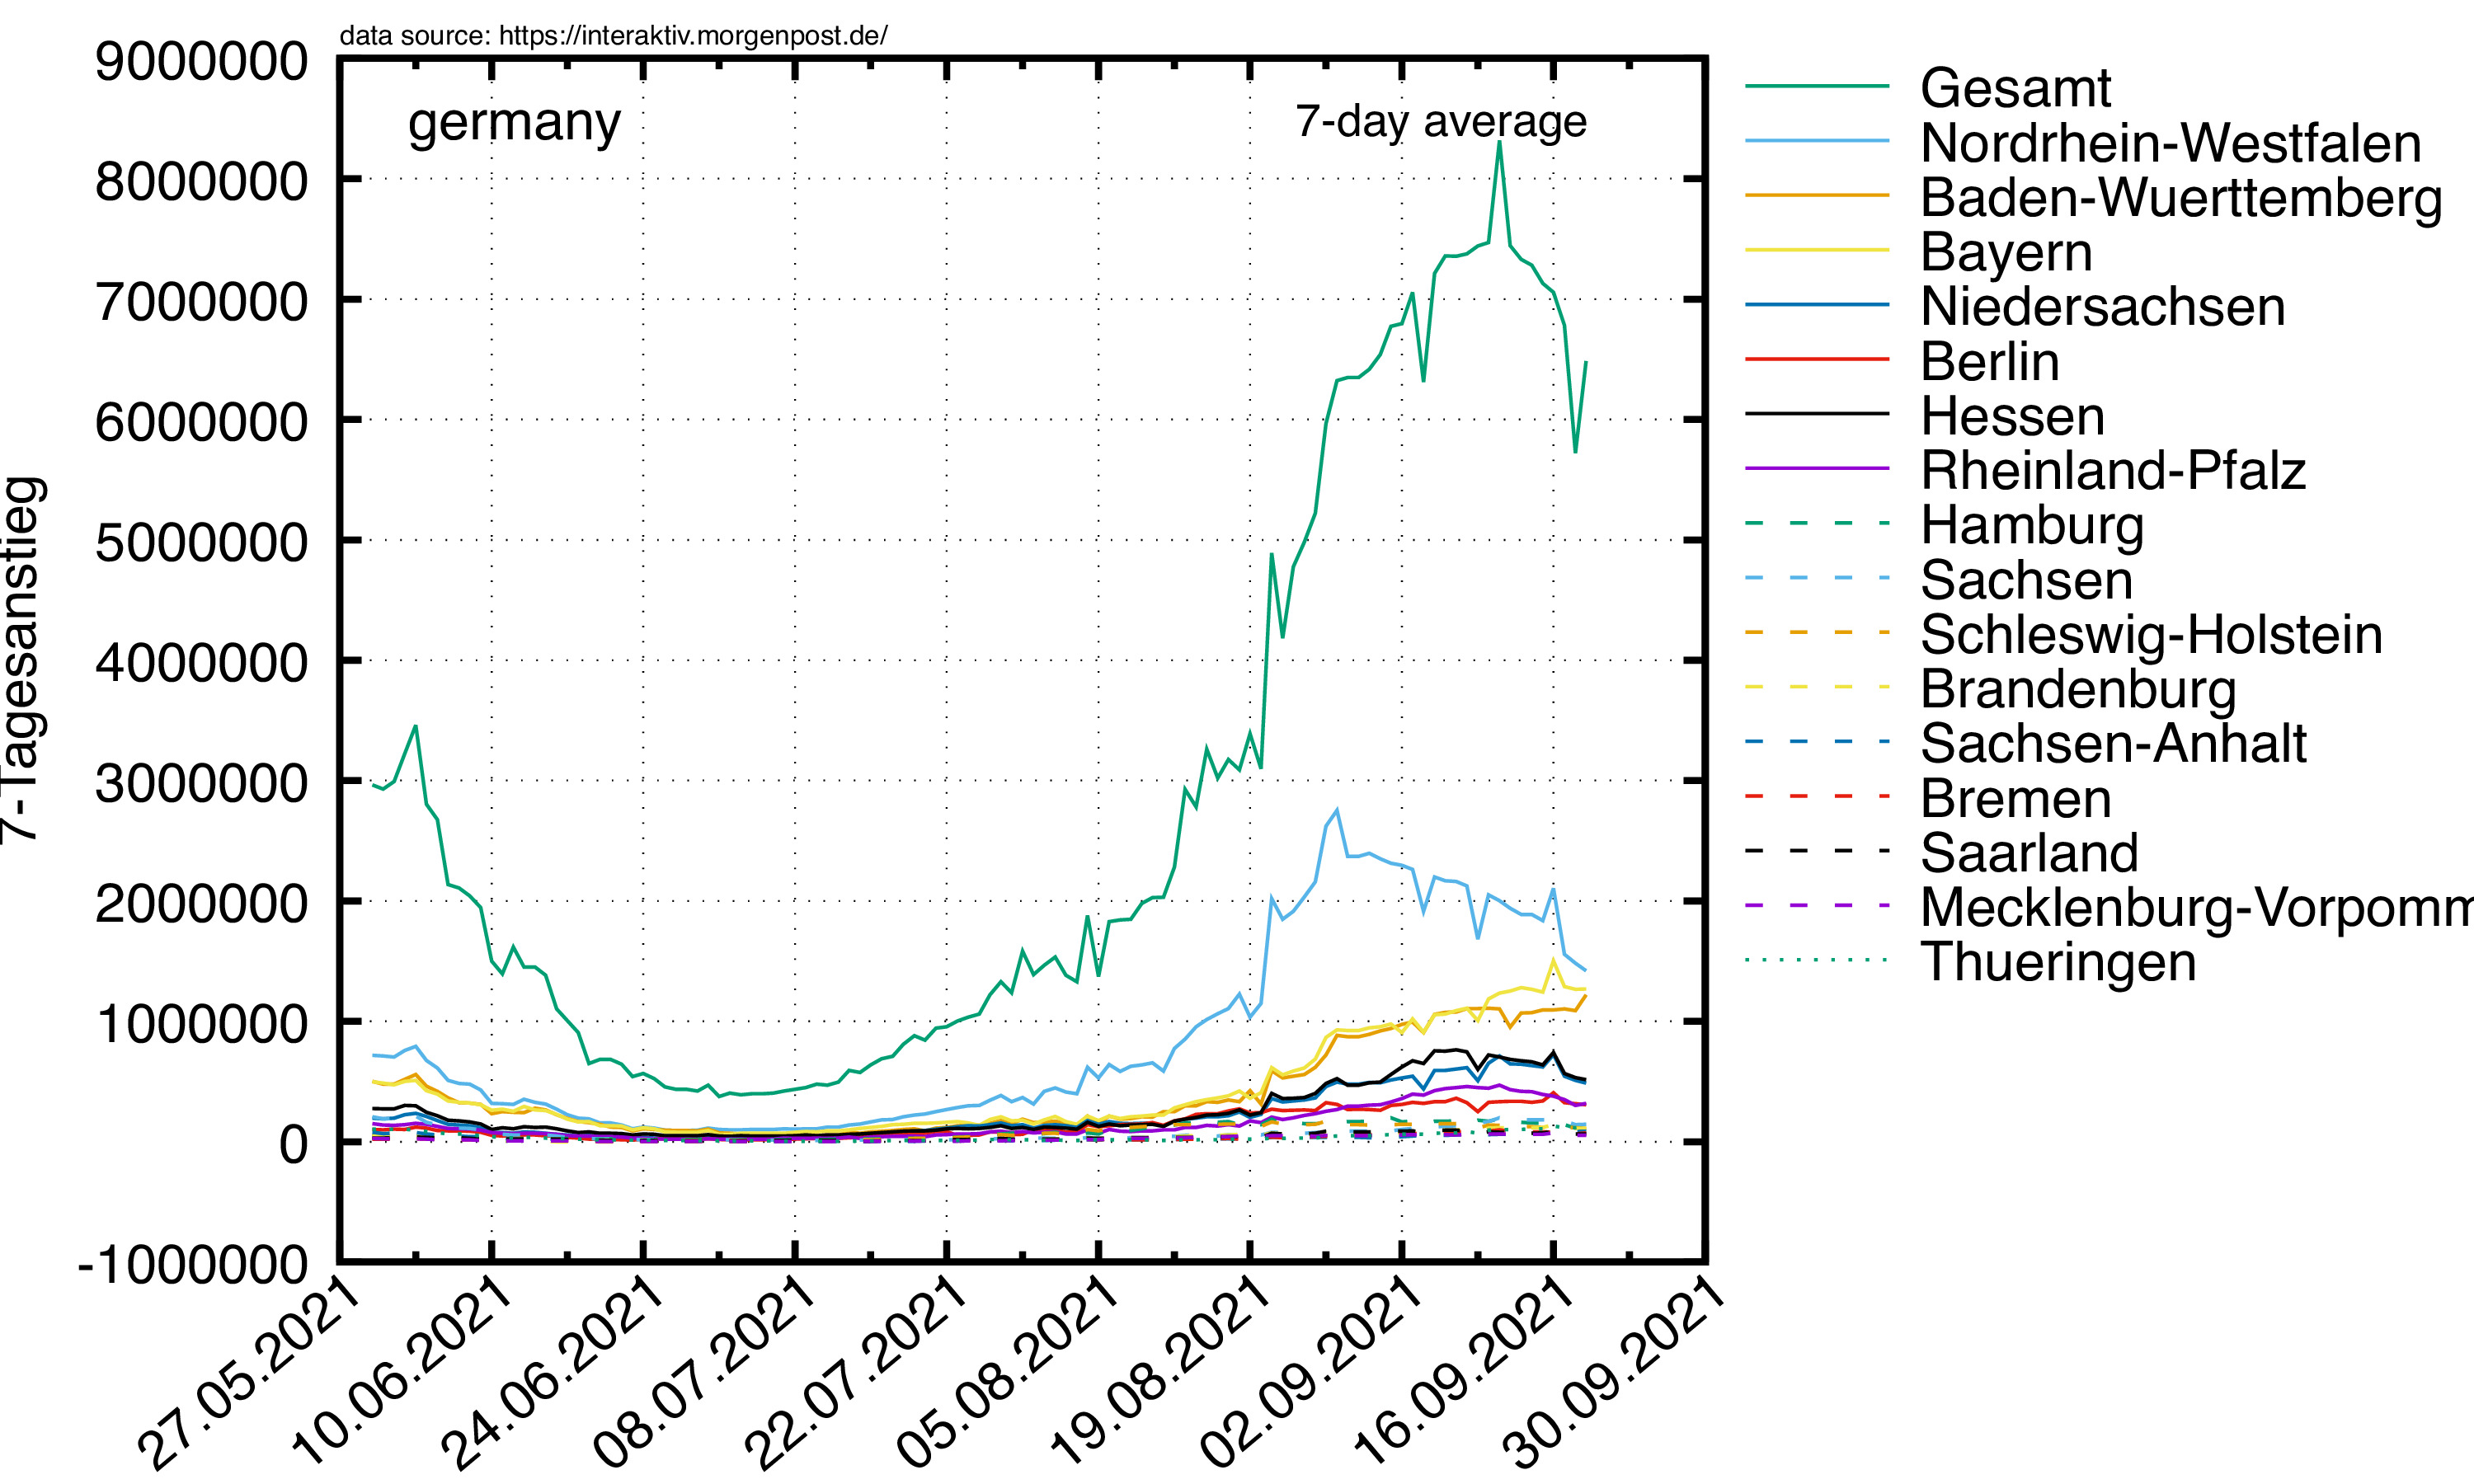 data source: https://interaktiv.morgenpost.de/
9000000
8000000
7000000
6000000
5000000
4000000
3000000
2000000
1000000
0
-1000000
7-Tagesanstieg
germany
7-day average
27.05.2021
10.06.2021
24.06.2021
08.07.2021
22.07.2021
05.08.2021
19.08.2021
02.09.2021
16.09.2021
30.09.2021
Gesamt
Nordrhein-Westfalen
Baden-Wuerttemberg
Bayern
Niedersachsen
Berlin
Hessen
Rheinland-Pfalz
Hamburg
Sachsen
Schleswig-Holstein
Brandenburg
Sachsen-Anhalt
Bremen
Saarland
Mecklenburg-Vorpomm
Thueringen